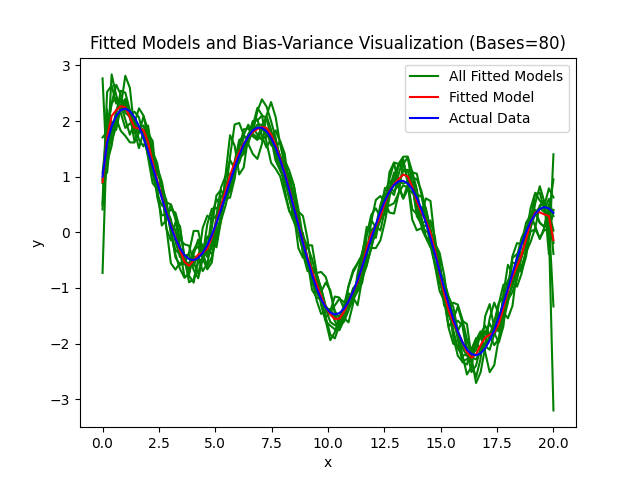 Fitted Models and Bias-Variance Visualization (Bases=80)
All Fitted Models
Fitted Model
Actual Data
3
2
1
0
−1
−2
−3
y
0.0 2.5 5.0 7.5 10.0 12.5 15.0 17.5 20.0
x